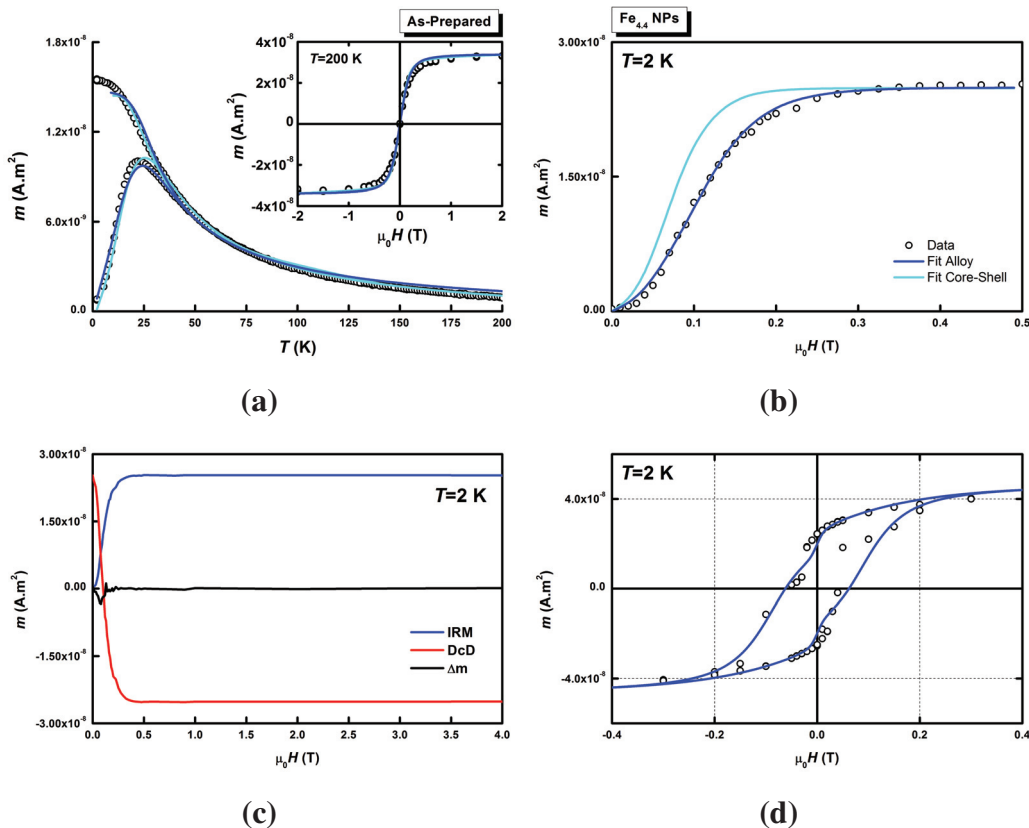 As-Prepared
Fe4.4 NPs
1.8x10-8
1.2x10-8
6.0x10-9
0.00
m (A.m2)
0 25 50 75 100 125 150 175 200
T (K)
T=200 K
4x10-8
2x10-8
0
-2x10-8
-4x10-8
m (A.m2)
-2 -1 0 1 2
μ0H (T)
(a)
T=2 K
3.00x10-8
1.50x10-8
0.00
m (A.m2)
Data
Fit Alloy
Fit Core-Shell
0.0 0.1 0.2 0.3 0.4 0.5
μ0H (T)
(b)
T=2 K
3.00x10-8
1.50x10-8
0.00
-1.50x10-8
-3.00x10-8
m (A.m2)
IRM
DcD
Δm
0.0 0.5 1.0 1.5 2.0 2.5 3.0 3.5 4.0
μ0H (T)
(c)
T=2 K
4.0x10-8
0.0
-4.0x10-8
m (A.m2)
-0.4 -0.2 0.0 0.2 0.4
μ0H (T)
(d)